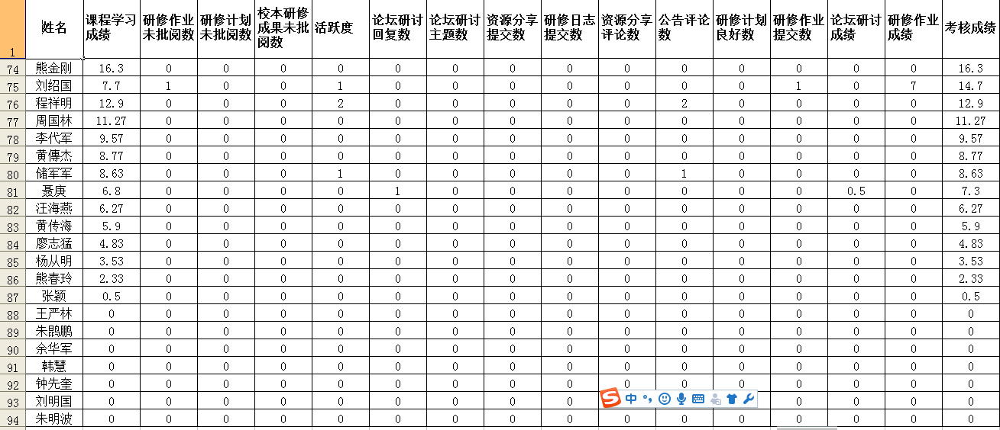 1 姓名 课程学习成绩 研修作业未批阅数 研修计划未批阅数 校本研修成果未批阅数 活跃度 论坛研讨回复数 论坛研讨主题数 资源分享提交数 研修日志提交数 资源分享评论数 公告评论数 研修计划良好数 研修作业提交数 论坛研讨成绩 研修作业成绩 考核成绩
74 熊金刚 16.3 0 0 0 0 0 0 0 0 0 0 0 0 0 0 16.3
75 刘绍国 7.7 1 0 0 1 0 0 0 0 0 0 0 1 0 7 14.7
76 程祥明 12.9 0 0 0 2 0 0 0 0 0 2 0 0 0 0 12.9
77 周国林 11.27 0 0 0 0 0 0 0 0 0 0 0 0 0 0 11.27
78 李代军 9.57 0 0 0 0 0 0 0 0 0 0 0 0 0 0 9.57
79 黄傳杰 8.77 0 0 0 0 0 0 0 0 0 0 0 0 0 0 8.77
80 储军军 8.63 0 0 0 1 0 0 0 0 0 1 0 0 0 0 8.63
81 聂庚 6.8 0 0 0 0 1 0 0 0 0 0 0 0 0.5 0 7.3
82 汪海燕 6.27 0 0 0 0 0 0 0 0 0 0 0 0 0 0 6.27
83 黄传海 5.9 0 0 0 0 0 0 0 0 0 0 0 0 0 0 5.9
84 廖志猛 4.83 0 0 0 0 0 0 0 0 0 0 0 0 0 0 4.83
85 杨从明 3.53 0 0 0 0 0 0 0 0 0 0 0 0 0 0 3.53
86 熊春玲 2.33 0 0 0 0 0 0 0 0 0 0 0 0 0 0 2.33
87 张颖 0.5 0 0 0 0 0 0 0 0 0 0 0 0 0 0 0.5
88 王严林 0 0 0 0 0 0 0 0 0 0 0 0 0 0 0 0
89 朱鹍鹏 0 0 0 0 0 0 0 0 0 0 0 0 0 0 0 0
90 余华军 0 0 0 0 0 0 0 0 0 0 0 0 0 0 0 0
91 韩慧 0 0 0 0 0 0 0 0 0 0 0 0 0 0 0 0
92 钟先奎 0 0 0 0 0 0 0 0 0 0 0 0 0 0 0 0
93 刘明国 0 0 0 0 0 0 0 0 0 0 0 0 0 0 0 0
中
94 朱明波 0 0 0 0 0 0 0 0 0 0 0 0 0 0 0 0